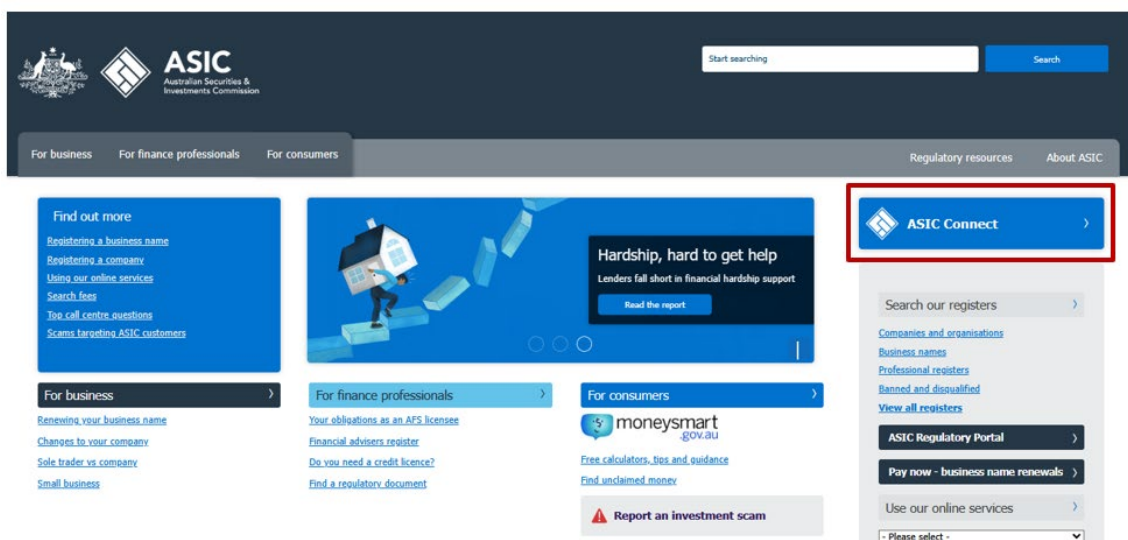 ASIC
Australian Securities &
Investments Commission
Start searching
Search
For business
For finance professionals
For consumers
Regulatory resources
About ASIC
Find out more
Registering a business name
Registering a company
Using our online services
Search fees
Top call centre questions
Scams targeting ASIC customers
Hardship, hard to get help
Lenders fall short in financial hardship support
Read the report
ASIC Connect
Search our registers
Companies and organisations
Business names
Professional registers
Banned and disqualified
View all registers
ASIC Regulatory Portal
Pay now - business name renewals
Use our online services
- Please select -
For business
Renewing your business name
Changes to your company
Sole trader vs company
Small business
For finance professionals
Your obligations as an AFS licensee
Financial advisers register
Do you need a credit licence?
Find a regulatory document
For consumers
moneysmart
.gov.au
Free calculators, tips and guidance
Find unclaimed money
Report an investment scam